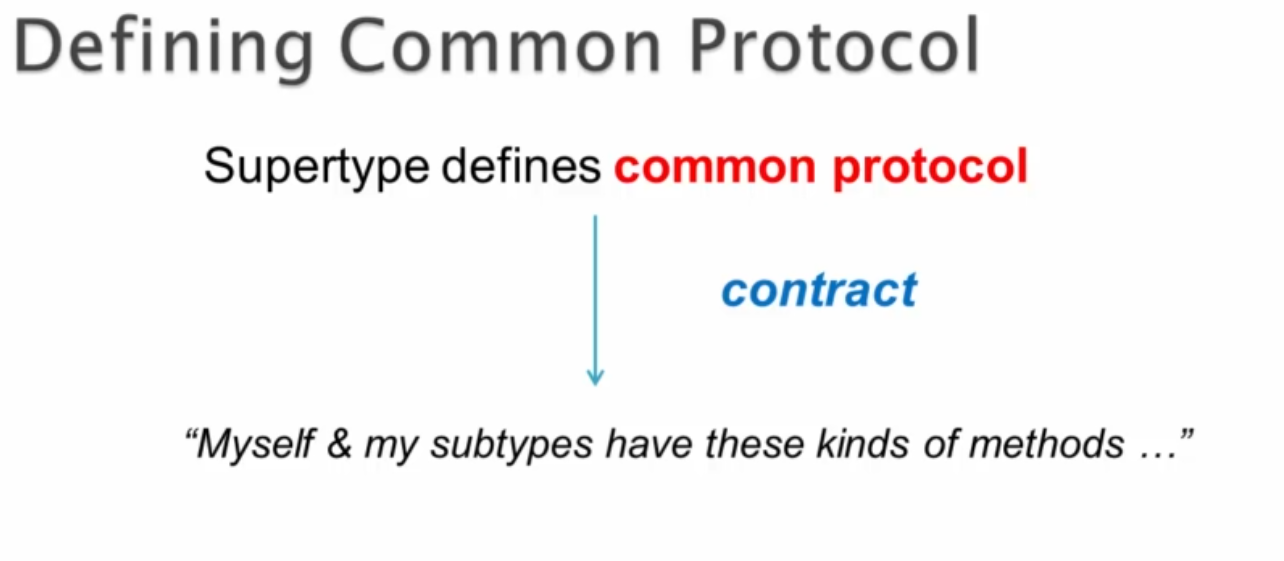 Defining Common Protocol
Supertype defines common protocol
contract
“Myself & my subtypes have these kinds of methods …”